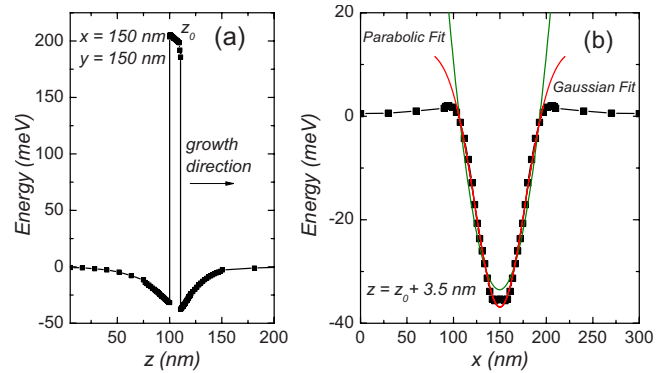 x = 150 nm
y = 150 nm
z0
(a)
growth
direction
200
150
100
50
0
-50
50
100
150
200
Energy (meV)
z (nm)
(b)
Parabolic Fit
Gaussian Fit
z = z0 + 3.5 nm
20
0
-20
-40
0
50
100
150
200
250
300
Energy (meV)
x (nm)